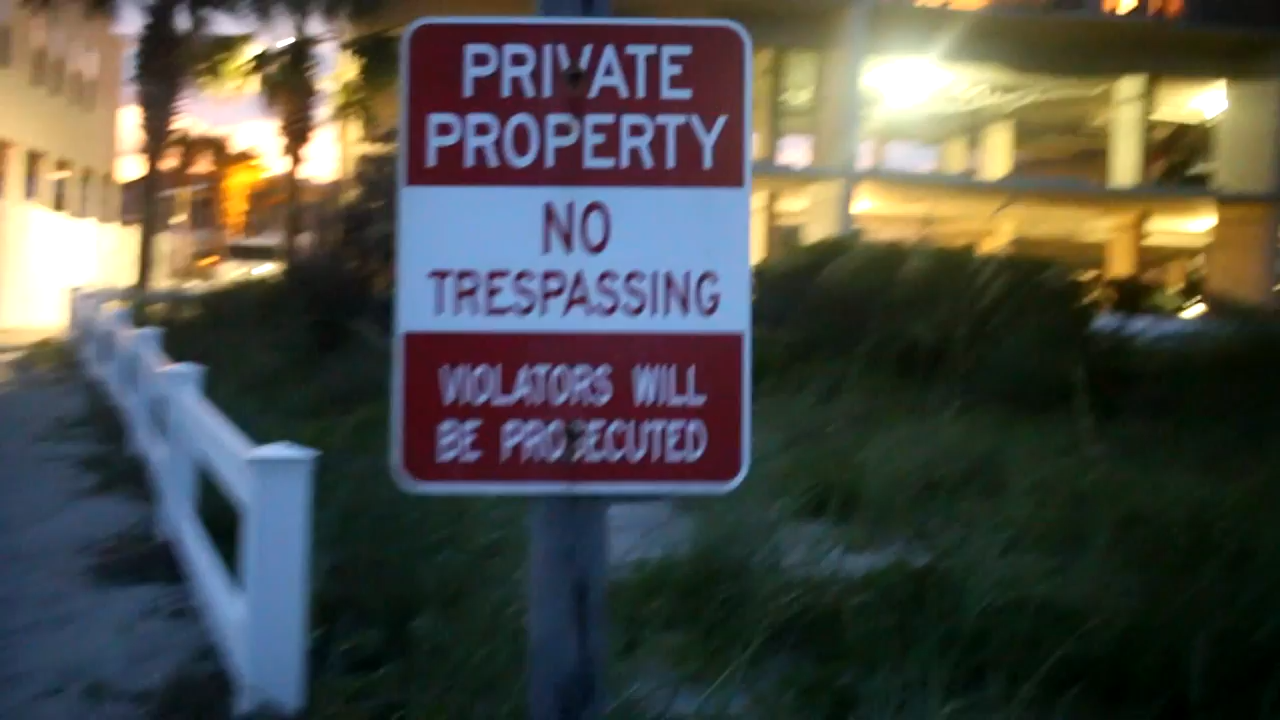 PRIVATE
PROPERTY
NO
TRESPASSING
VIOLATORS WILL
BE PROSECUTED